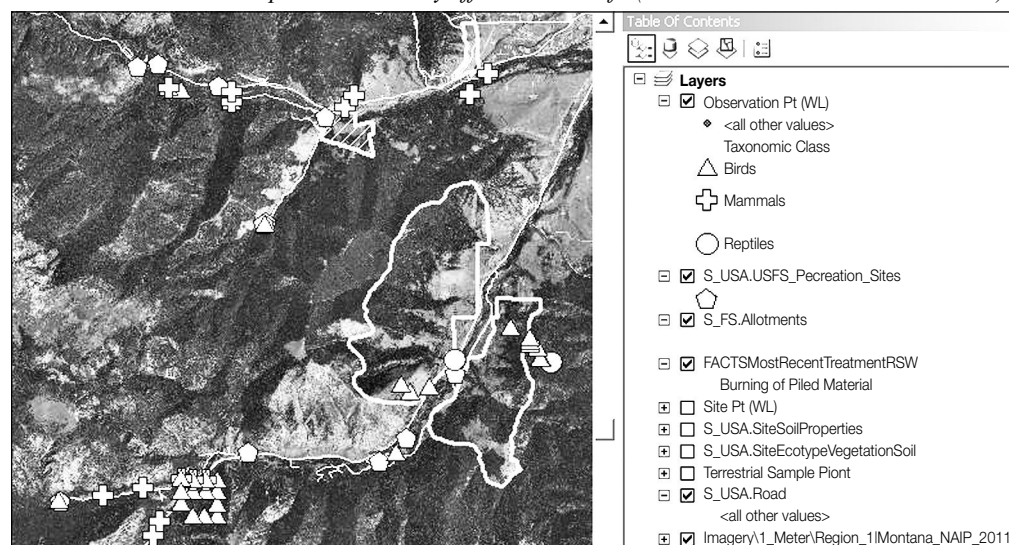 Table Of Contents
Layers
Observation Pt (WL)
<all other values>
Taxonomic Class
Birds
Mammals
Reptiles
S_USA.USFS_Pecreation_Sites
S_FS.Allotments
FACTSMostRecentTreatmentRSW
Burning of Piled Material
Site Pt (WL)
S_USA.SiteSoilProperties
S_USA.SiteEcotypeVegetationSoil
Terrestrial Sample Piont
S_USA.Road
<all other values>
Imagery\1_Meter\Region_1IMontana_NAIP_2011